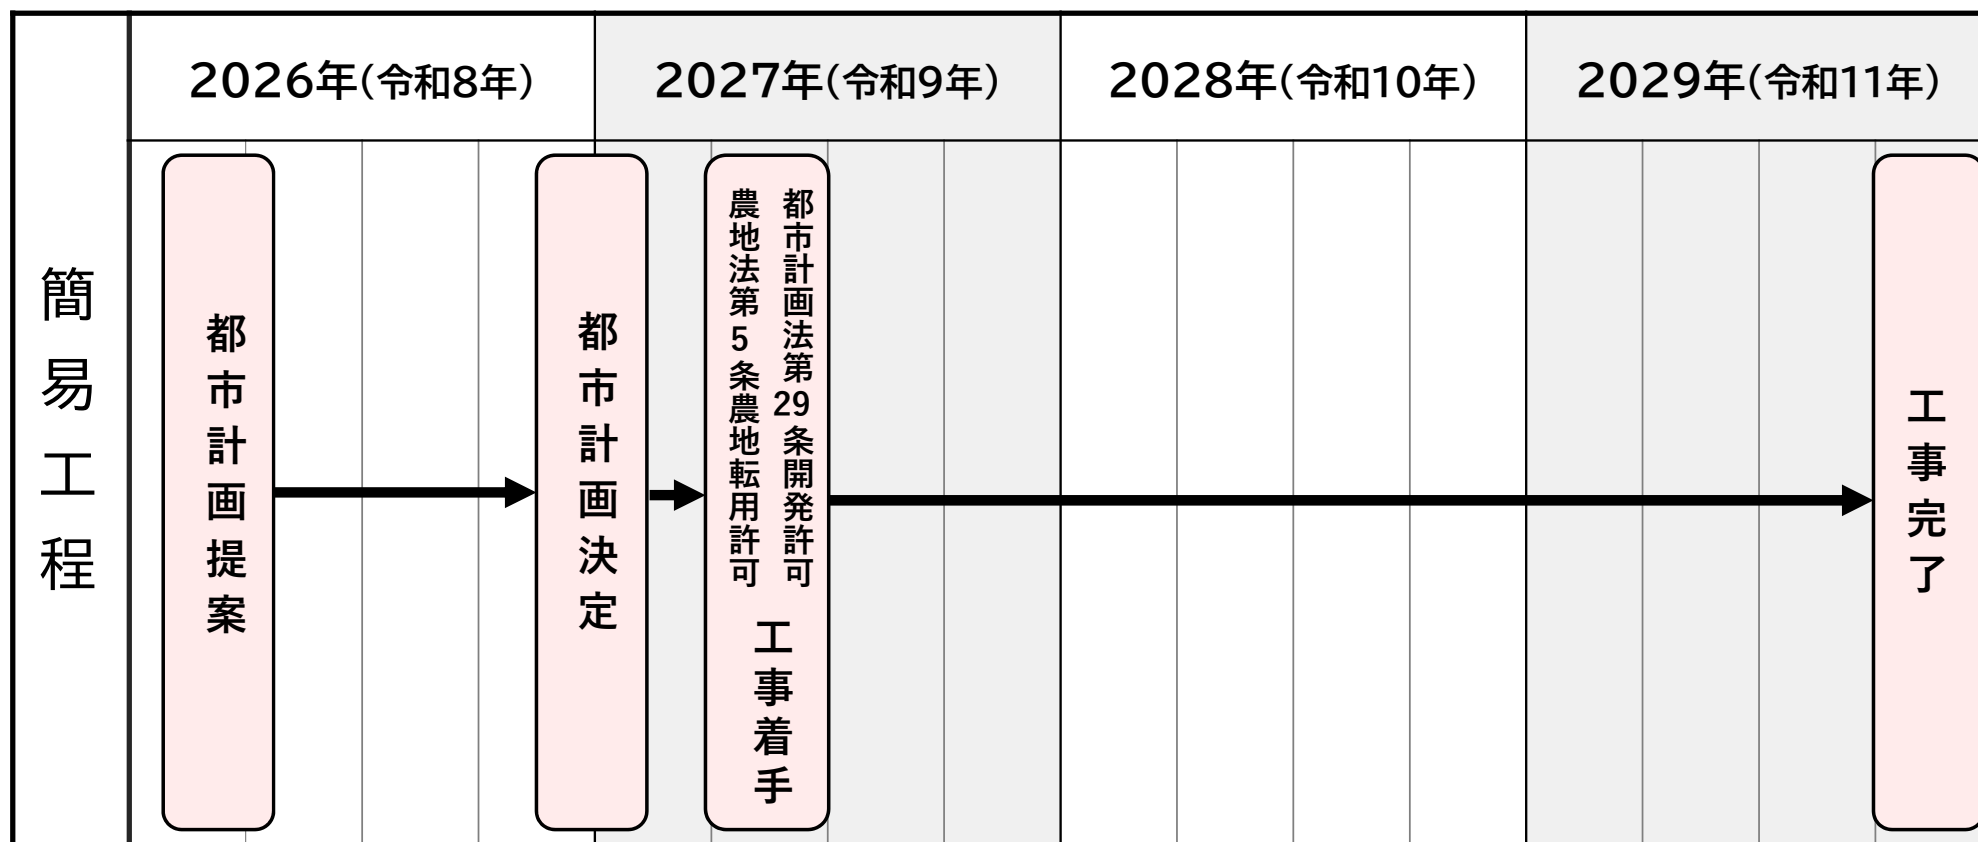 2026年(令和8年)
2027年(令和9年)
2028年(令和10年)
2029年(令和11年)
簡易工程
都市計画提案
都市計画決定
都市計画法第29条開発許可
農地法第5条農地転用許可
工事着手
工事完了